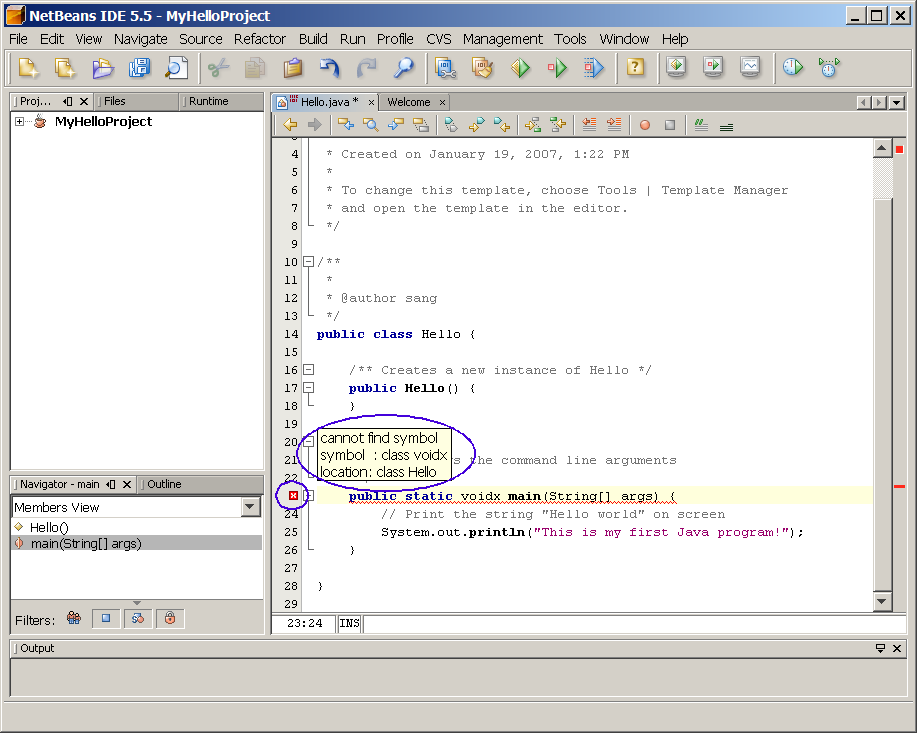 NetBeans IDE 5.5 - MyHelloProject
File Edit View Navigate Source Refactor Build Run Profile CVS Management Tools Window Help
Proj... Files Runtime
MyHelloProject
Hello.java * Welcome
4 * Created on January 19, 2007, 1:22 PM
5 *
6 * To change this template, choose Tools | Template Manager
7 * and open the template in the editor.
8 */
9
10 /**
11 *
12 * @author sang
13 */
14 public class Hello {
15
16 /** Creates a new instance of Hello */
17 public Hello() {
18 }
19
20
cannot find symbol
symbol : class voidx
location: class Hello
21 the command line arguments
22
public static voidx main(String[] args) {
24 // Print the string "Hello world" on screen
25 System.out.println("This is my first Java program!");
26 }
27
28 }
29
23:24 INS
Navigator - main Outline
Members View
Hello()
main(String[] args)
Filters:
Output